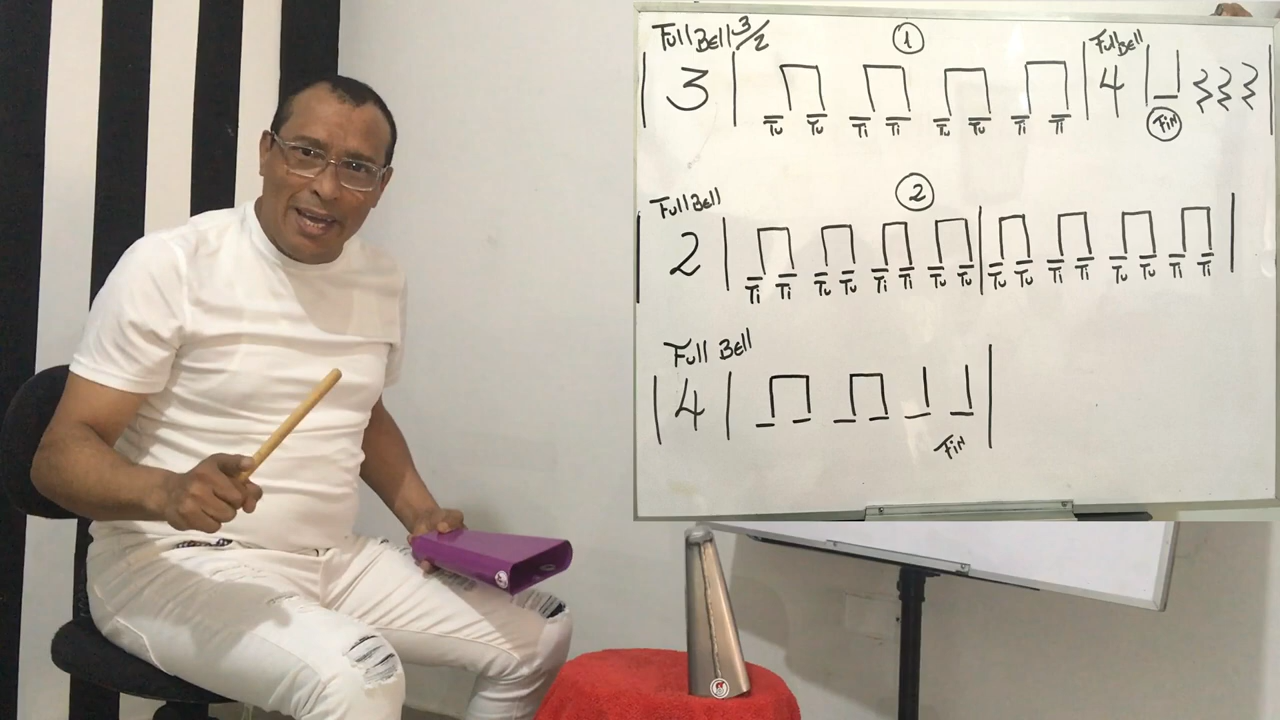 Full Bell 3/2 ① Full Bell
3 4
Tu Tu Ti Ti Tu Tu Ti Ti Fin
Full Bell ②
2
Ti Ti Tu Tu Ti Ti Tu Tu Tu Tu Ti Ti Tu Tu Ti Ti
Full Bell
4
Fin